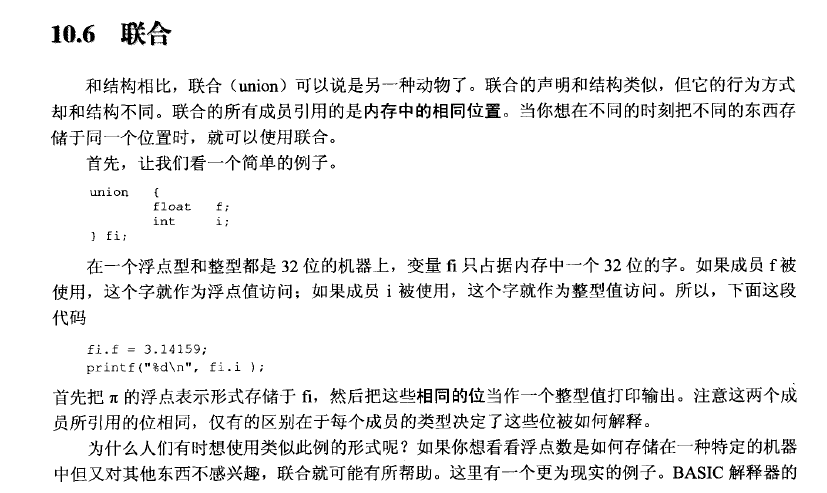 10.6 联合
和结构相比，联合（union）可以说是另一种动物了。联合的声明和结构类似，但它的行为方式
却和结构不同。联合的所有成员引用的是内存中的相同位置。当你想在不同的时刻把不同的东西存
储于同一个位置时，就可以使用联合。
首先，让我们看一个简单的例子。
union {
float f;
int i;
} fi;
在一个浮点型和整型都是 32 位的机器上，变量 fi 只占据内存中一个 32 位的字。如果成员 f 被
使用，这个字就作为浮点值访问；如果成员 i 被使用，这个字就作为整型值访问。所以，下面这段
代码
fi.f = 3.14159;
printf("%d\n", fi.i );
首先把 π 的浮点表示形式存储于 fi，然后把这些相同的位当作一个整型值打印输出。注意这两个成
员所引用的位相同，仅有的区别在于每个成员的类型决定了这些位被如何解释。
为什么人们有时想使用类似此例的形式呢？如果你想看看浮点数是如何存储在一种特定的机器
中但又对其他东西不感兴趣，联合就可能有所帮助。这里有一个更为现实的例子。BASIC 解释器的